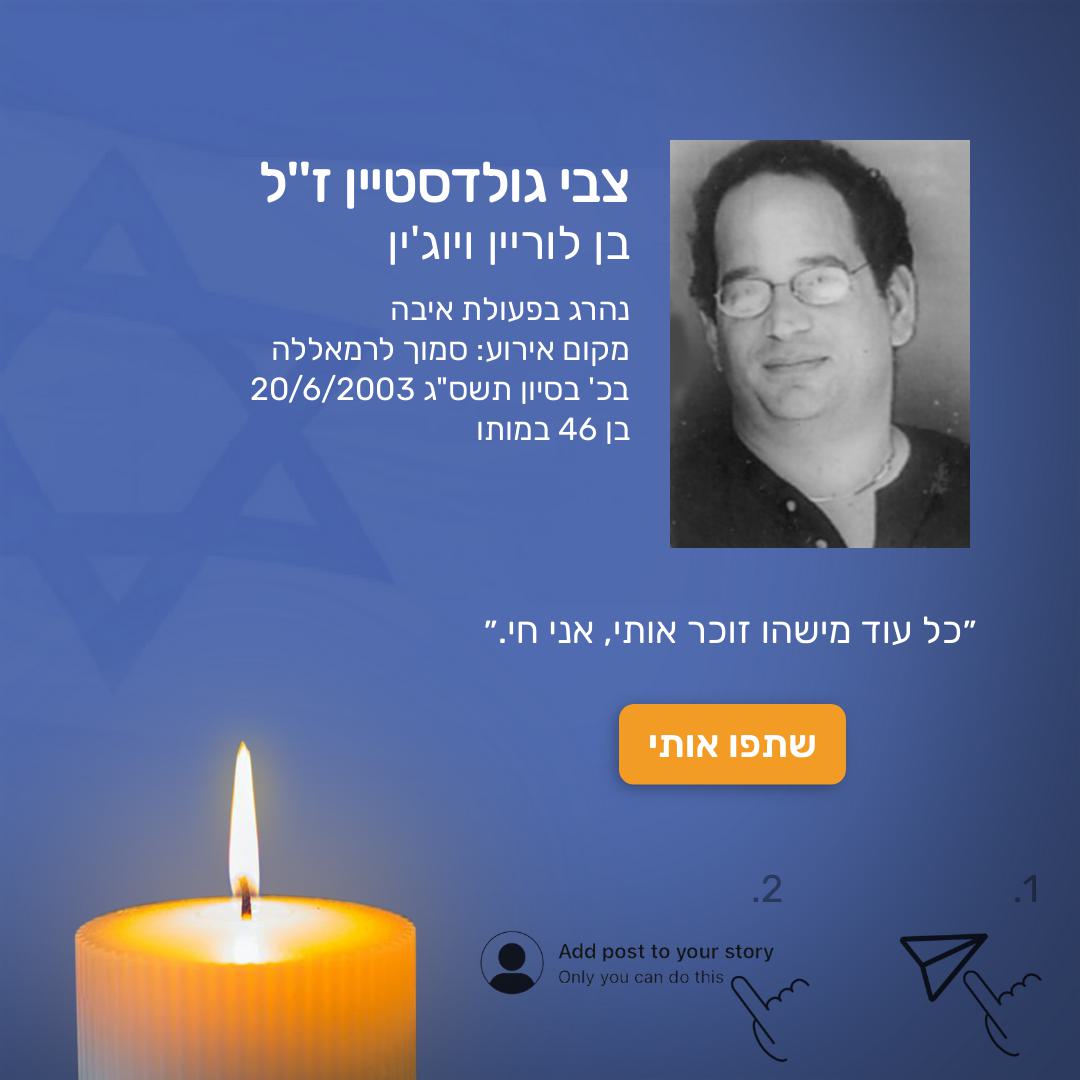 צבי גולדסטיין ז"ל
בן לוריין ויוג'ין
נהרג בפעולת איבה
מקום אירוע: סמוך לרמאללה
בכ' בסיון תשס"ג 20/6/2003
בן 46 במותו
״כל עוד מישהו זוכר אותי, אני חי.״
שתפו אותי
1.
2.
Add post to your story
Only you can do this